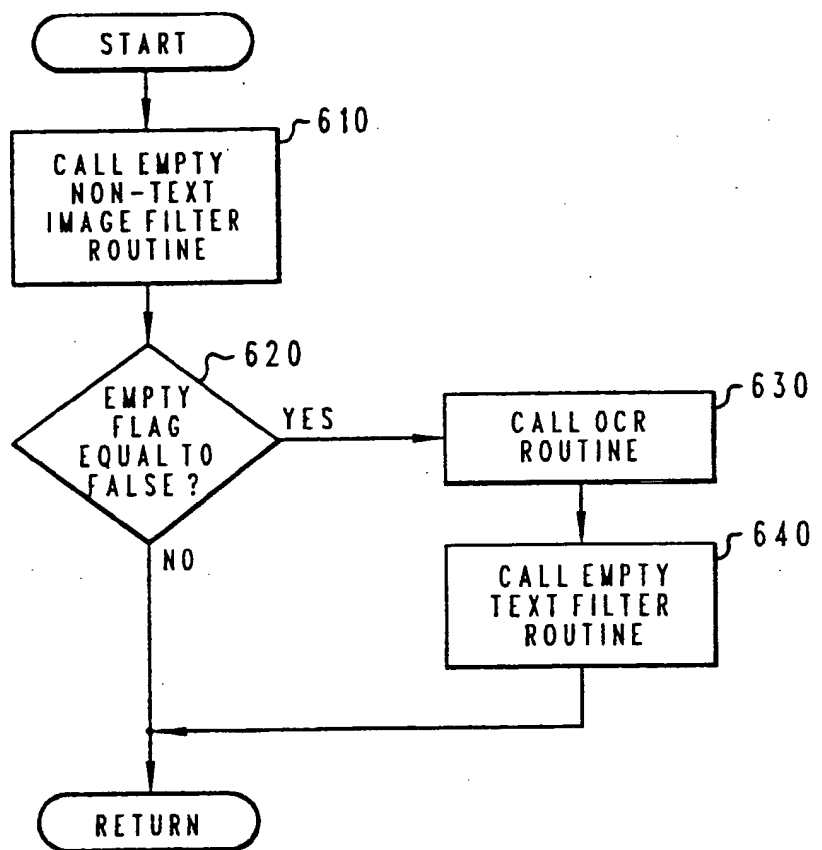 START
610
CALL EMPTY
NON-TEXT
IMAGE FILTER
ROUTINE
620
EMPTY
FLAG
EQUAL TO
FALSE ?
YES
NO
630
CALL OCR
ROUTINE
640
CALL EMPTY
TEXT FILTER
ROUTINE
RETURN